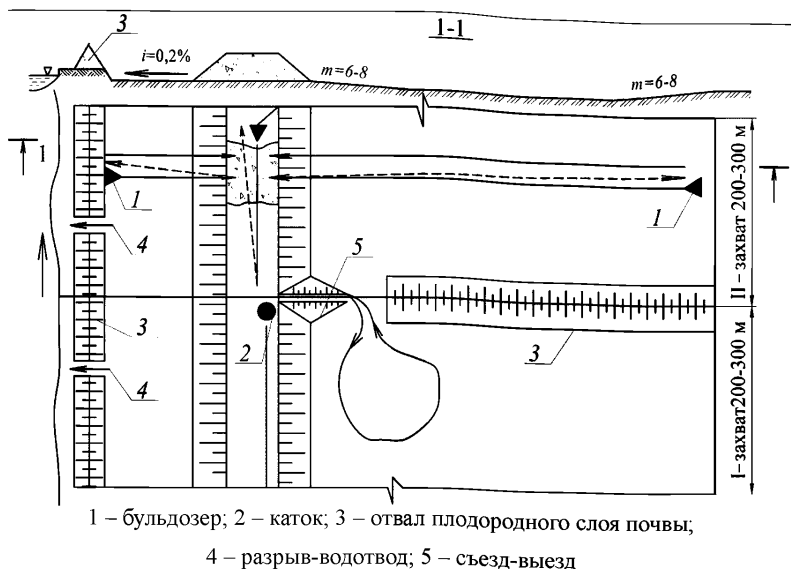 1-1
3
i=0,2%
m=6-8
m=6-8
1
1
1
4
5
3
2
3
4
II – захват 200-300 м
I–захват200-300 м
1 – бульдозер; 2 – каток; 3 – отвал плодородного слоя почвы;
4 – разрыв-водотвод; 5 – съезд-выезд